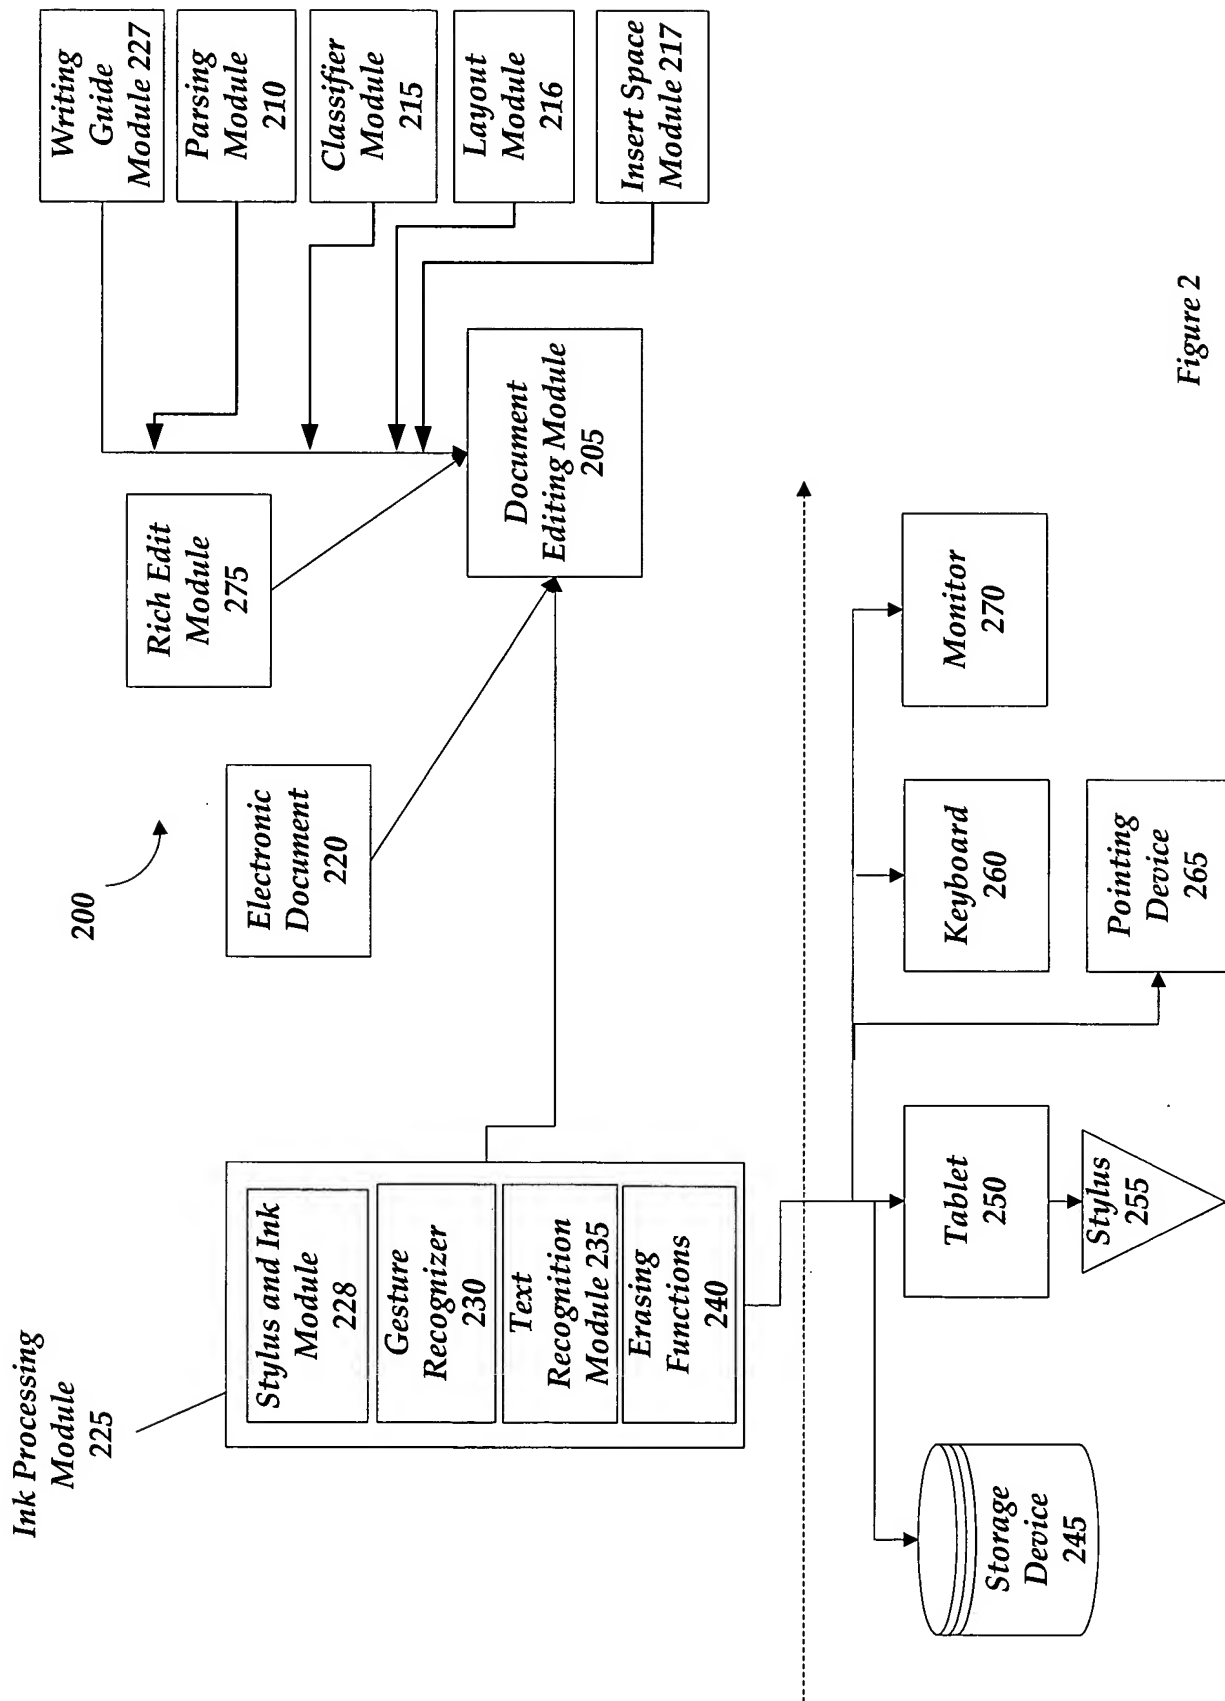 Ink Processing
Module
225
200
Stylus and Ink
Module
228
Gesture
Recognizer
230
Text
Recognition
Module 235
Erasing
Functions
240
Electronic
Document
220
Rich Edit
Module
275
Writing
Guide
Module 227
Parsing
Module
210
Classifier
Module
215
Layout
Module
216
Insert Space
Module 217
Document
Editing Module
205
Storage
Device
245
Tablet
250
Stylus
255
Keyboard
260
Pointing
Device
265
Monitor
270
Figure 2